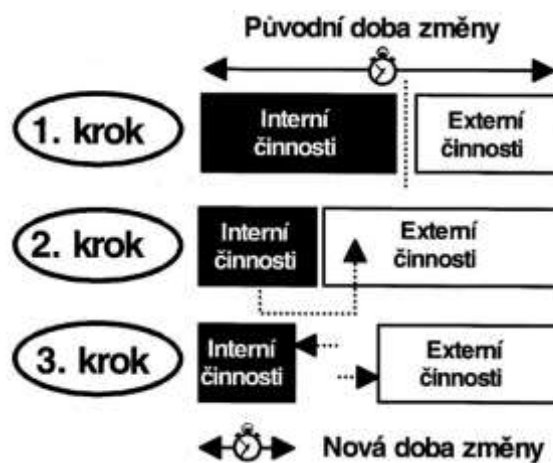 Původní doba změny
1. krok
Interní
činnosti
Externí
činnosti
2. krok
Interní
činnosti
Externí
činnosti
3. krok
Interní
činnosti
Externí
činnosti
Nová doba změny